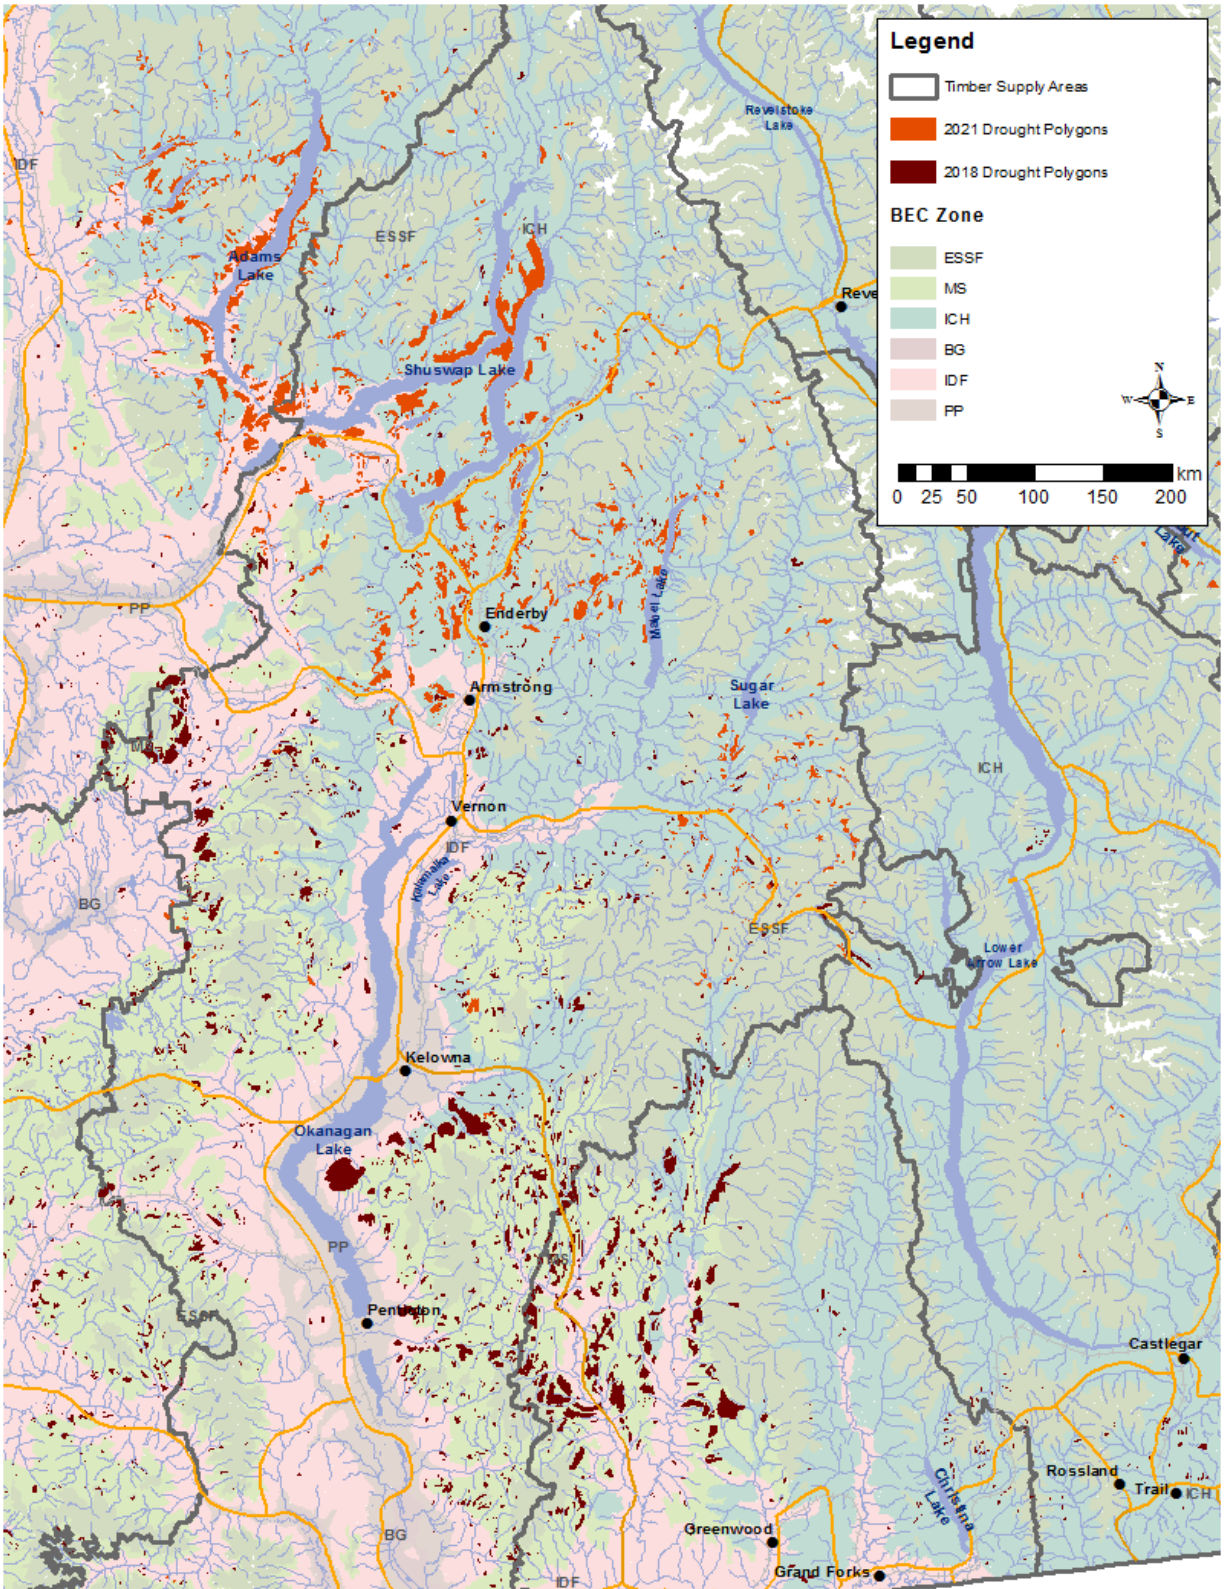 Legend
Timber Supply Areas
2021 Drought Polygons
2018 Drought Polygons
BEC Zone
ESSF
MS
ICH
BG
IDF
PP
N
W
E
S
km
0 25 50 100 150 200
Revelstoke
Lake
IDF
ICH
ESSF
Adams
Lake
Reve
Shuswap Lake
Lake
Mabel Lake
PP
Enderby
Armstrong
Sugar
Lake
ICH
Vernon
IDF
Kalamalka
Lake
BG
ESSF
Lower
Arrow Lake
Kelowna
Okanagan
Lake
PP
MS
Penticton
ESSF
Castlegar
Rossland
Trail
ICH
Christina
Lake
BG
Greenwood
Grand Forks
IDF